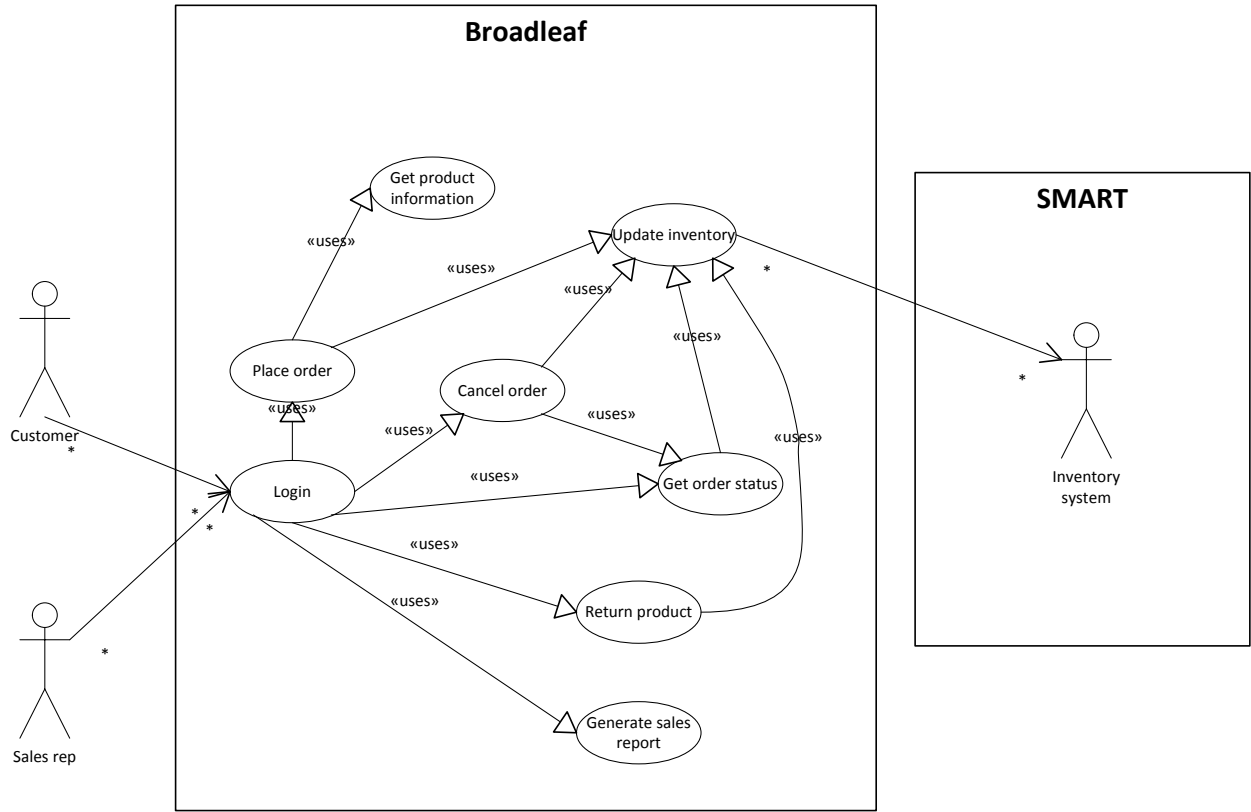 Broadleaf
Get product
information
SMART
«uses»
Update inventory
«uses»
*
«uses»
«uses»
Place order
*
Cancel order
«uses»
Customer
*
«uses»
«uses»
«uses»
Login
Get order status
Inventory
system
*
*
«uses»
«uses»
Return product
*
Generate sales
report
Sales rep